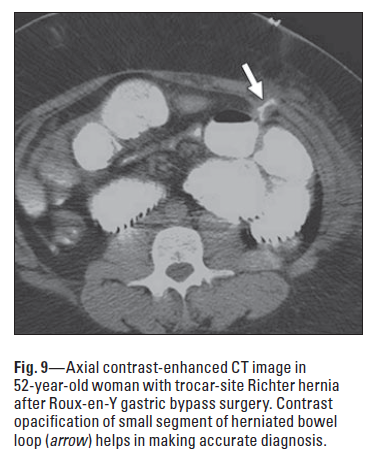 Fig. 9—Axial contrast-enhanced CT image in
52-year-old woman with trocar-site Richter hernia
after Roux-en-Y gastric bypass surgery. Contrast
opacification of small segment of herniated bowel
loop (arrow) helps in making accurate diagnosis.